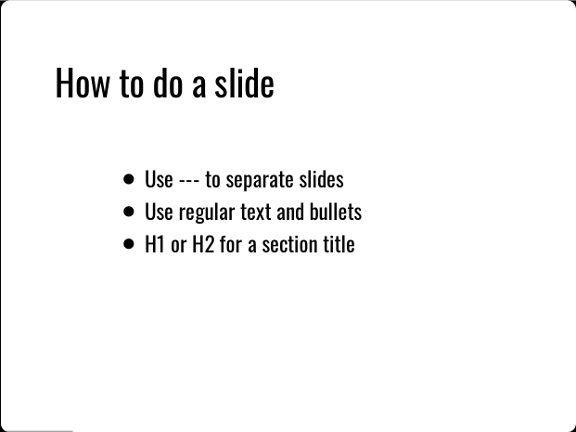 How to do a slide
● Use --- to separate slides
● Use regular text and bullets
● H1 or H2 for a section title